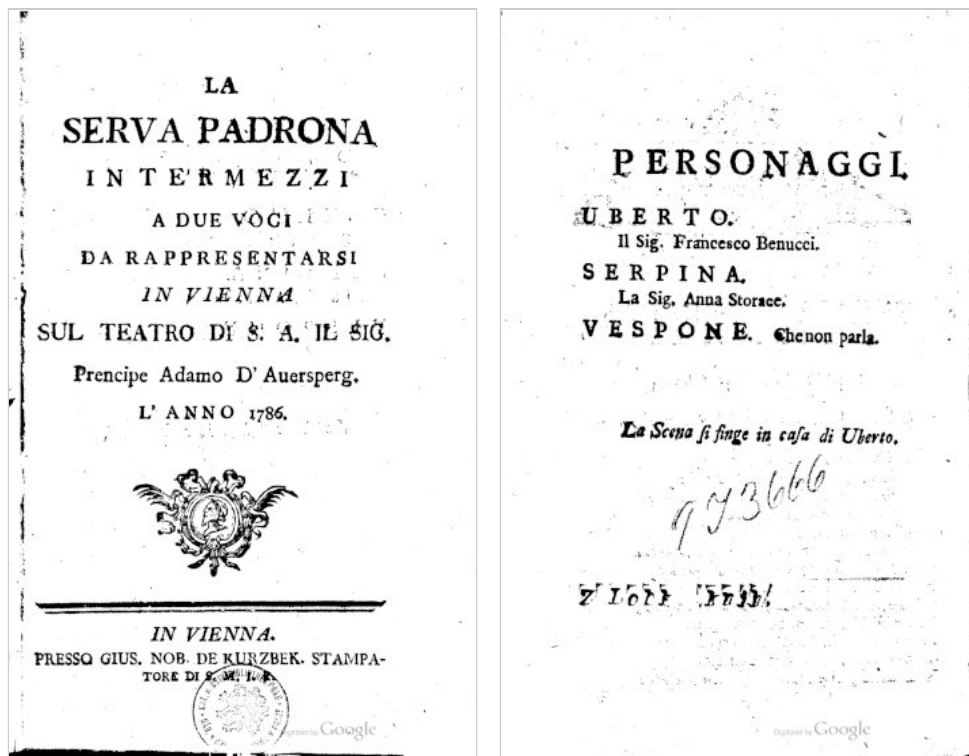 LA
SERVA PADRONA
INTERMEZZI
A DUE VOCI
DA RAPPRESENTARSI
IN VIENNA
SUL TEATRO DI S. A. IL SIG.
Prencipe Adamo D' Auersperg.
L' ANNO 1786.
IN VIENNA.
PRESSO GIUS. NOB. DE KURZBEK. STAMPA-
TORE DI S. M. I. R.
Digitized by Google
PERSONAGGI.
UBERTO.
Il Sig. Francesco Benucci.
SERPINA.
La Sig. Anna Storace.
VESPONE. Che non parla.
La Scena ſi finge in caſa di Uberto.
973666
Digitized by Google